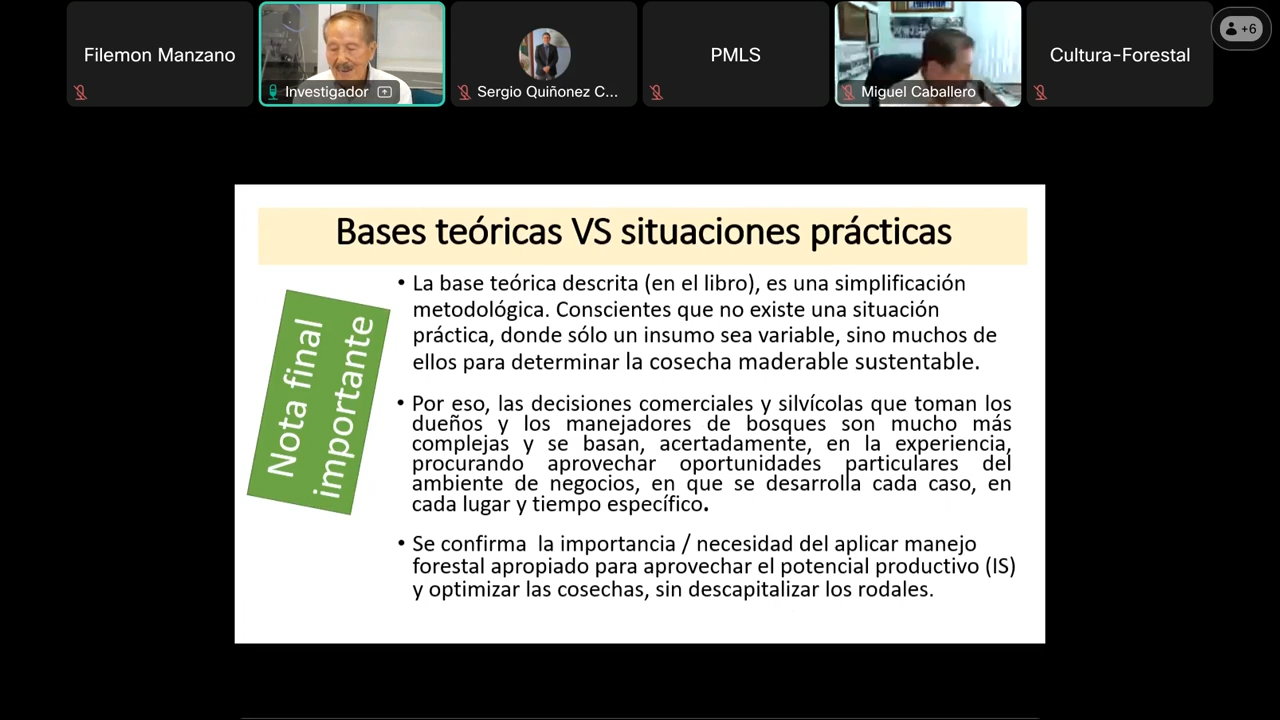 Filemon Manzano
Investigador
Sergio Quiñonez C...
PMLS
Miguel Caballero
Cultura-Forestal
+6
Bases teóricas VS situaciones prácticas
Nota final
importante
• La base teórica descrita (en el libro), es una simplificación
metodológica. Conscientes que no existe una situación
práctica, donde sólo un insumo sea variable, sino muchos de
ellos para determinar la cosecha maderable sustentable.
• Por eso, las decisiones comerciales y silvícolas que toman los
dueños y los manejadores de bosques son mucho más
complejas y se basan, acertadamente, en la experiencia,
procurando aprovechar oportunidades particulares del
ambiente de negocios, en que se desarrolla cada caso, en
cada lugar y tiempo específico.
• Se confirma la importancia / necesidad del aplicar manejo
forestal apropiado para aprovechar el potencial productivo (IS)
y optimizar las cosechas, sin descapitalizar los rodales.